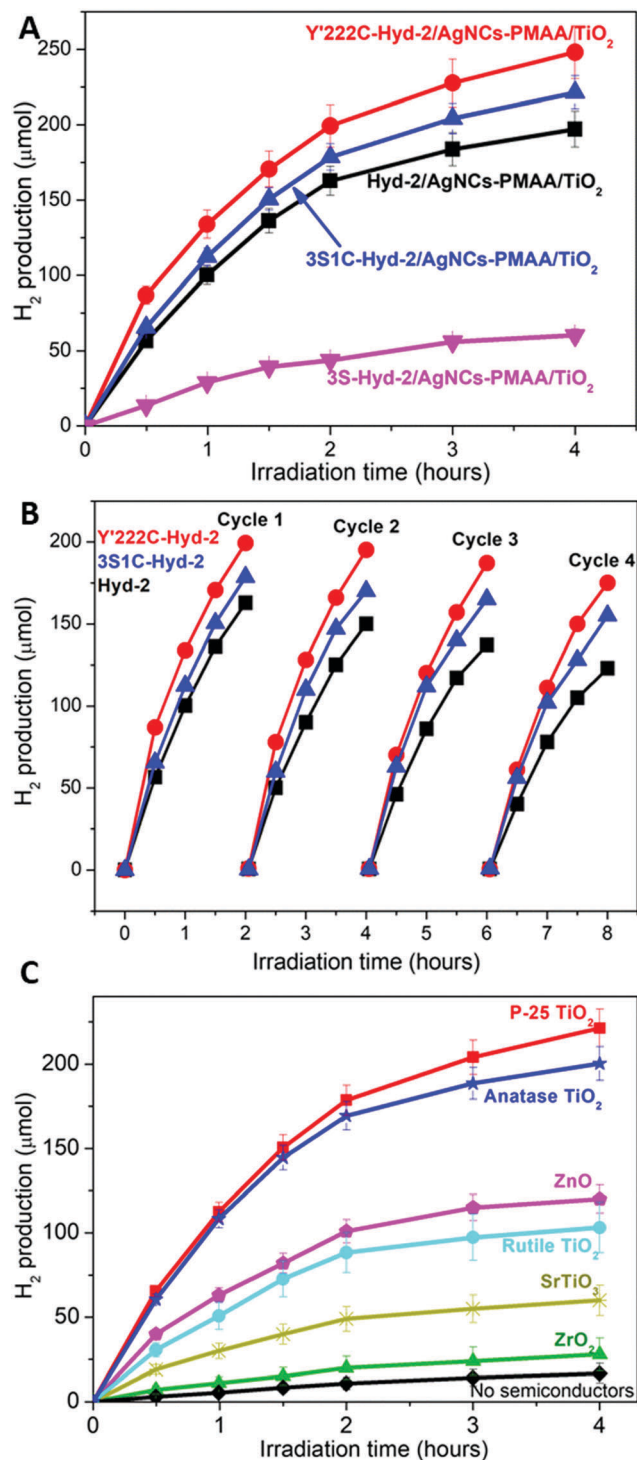 A
Y'222C-Hyd-2/AgNCs-PMAA/TiO₂
250
200
150
100
50
0
Hyd-2/AgNCs-PMAA/TiO₂
3S1C-Hyd-2/AgNCs-PMAA/TiO₂
3S-Hyd-2/AgNCs-PMAA/TiO₂
H₂ production (μmol)
0 1 2 3 4
Irradiation time (hours)
B
Y'222C-Hyd-2
3S1C-Hyd-2
Hyd-2
Cycle 1
Cycle 2
Cycle 3
Cycle 4
200
150
100
50
0
H₂ production (μmol)
0 1 2 3 4 5 6 7 8
Irradiation time (hours)
C
P-25 TiO₂
Anatase TiO₂
ZnO
Rutile TiO₂
SrTiO₃
ZrO₂
No semiconductors
200
150
100
50
0
H₂ production (μmol)
0 1 2 3 4
Irradiation time (hours)